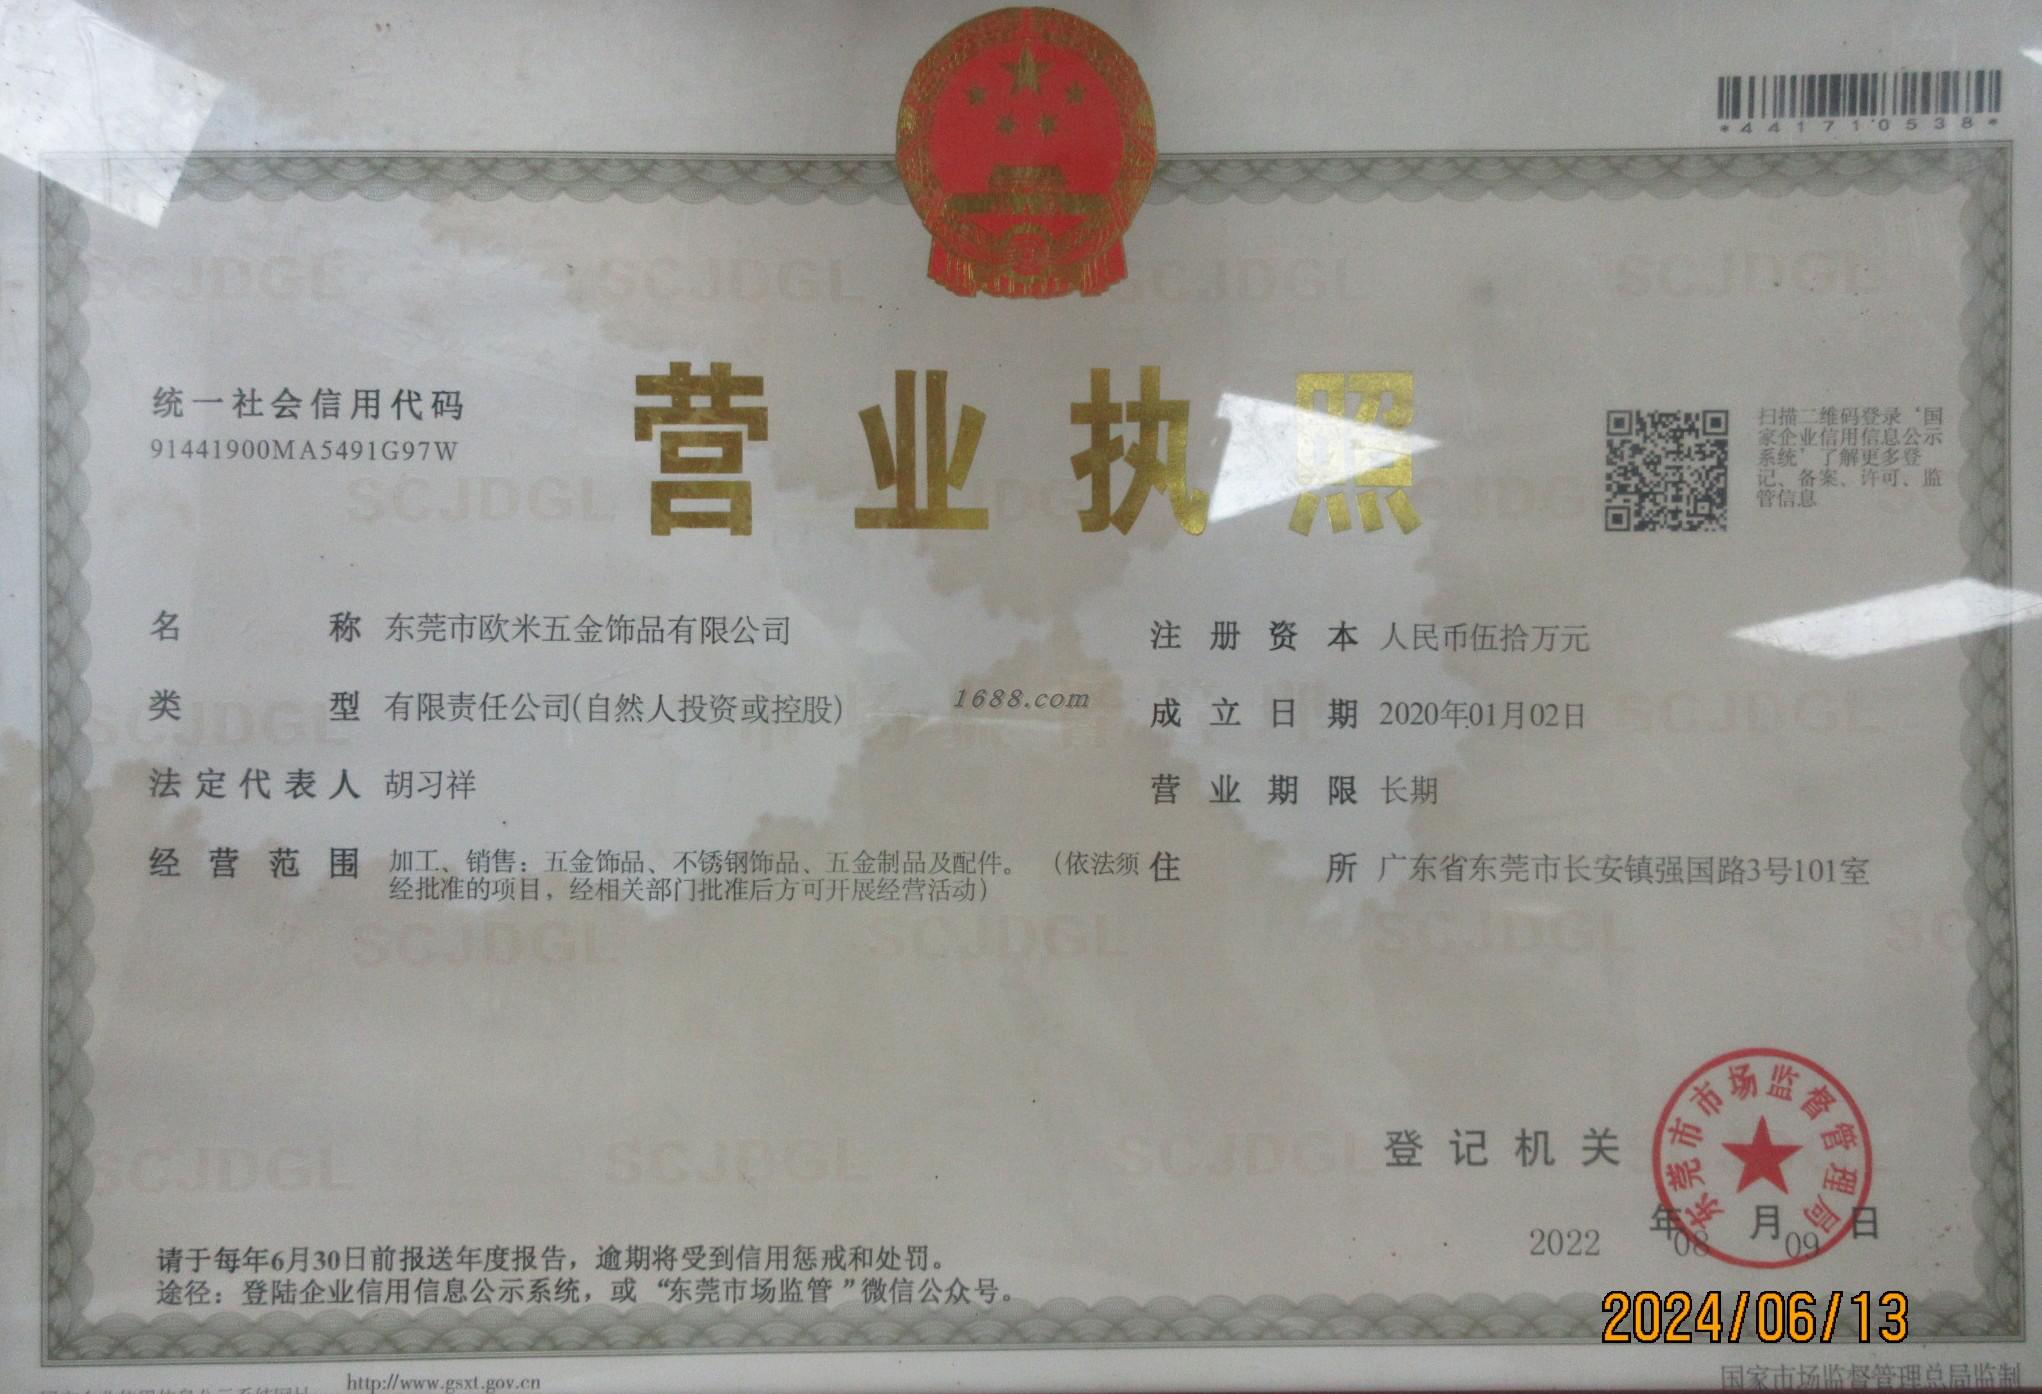 *441710538*
统一社会信用代码
91441900MA5491G97W
营业执照
扫描二维码登录‘国
家企业信用信息公示
系统’了解更多登
记、备案、许可、监
管信息
名称 东莞市欧米五金饰品有限公司
类型 有限责任公司(自然人投资或控股)
法定代表人 胡习祥
经营范围 加工、销售：五金饰品、不锈钢饰品、五金制品及配件。（依法须
经批准的项目，经相关部门批准后方可开展经营活动）
1688.com
注册资本 人民币伍拾万元
成立日期 2020年01月02日
营业期限 长期
住所 广东省东莞市长安镇强国路3号101室
登记机关
东莞市市场监督管理局
2022年08月09日
请于每年6月30日前报送年度报告，逾期将受到信用惩戒和处罚。
途径：登陆企业信用信息公示系统，或“东莞市场监管”微信公众号。
2024/06/13
http://www.gsxt.gov.cn
国家市场监督管理总局监制